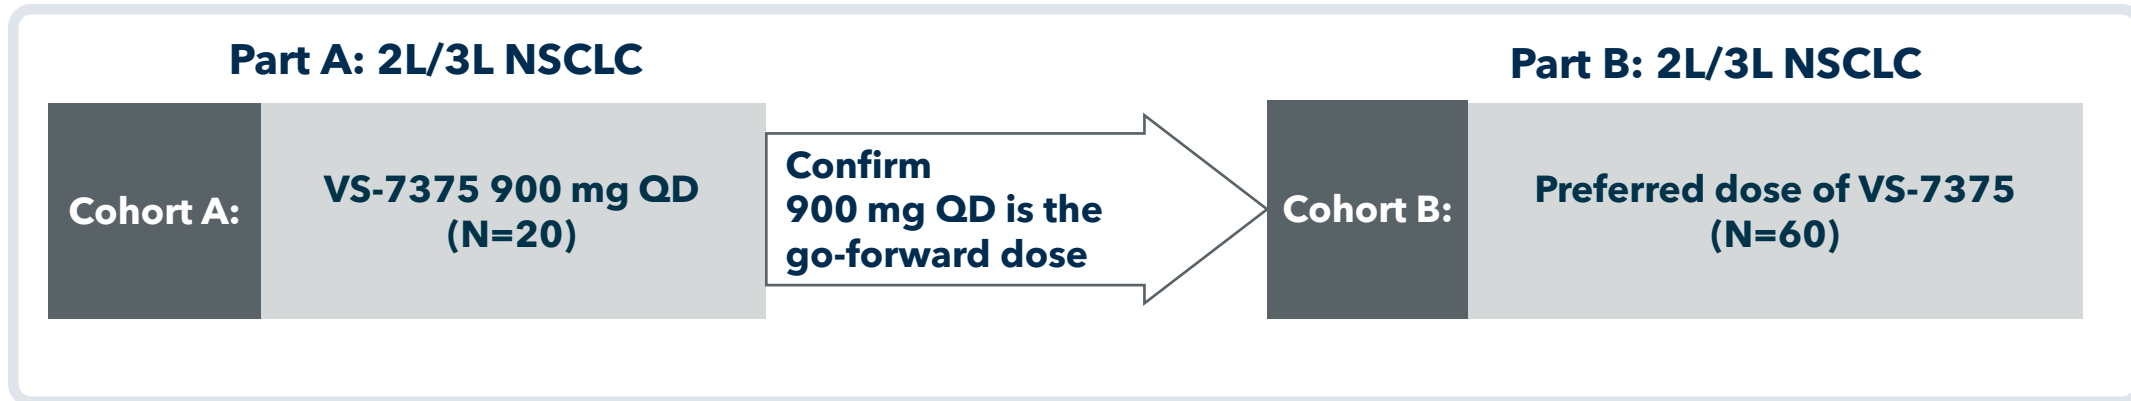 Part A: 2L/3L NSCLC
Cohort A:
VS-7375 900 mg QD
(N=20)
Confirm
900 mg QD is the
go-forward dose
Part B: 2L/3L NSCLC
Cohort B:
Preferred dose of VS-7375
(N=60)